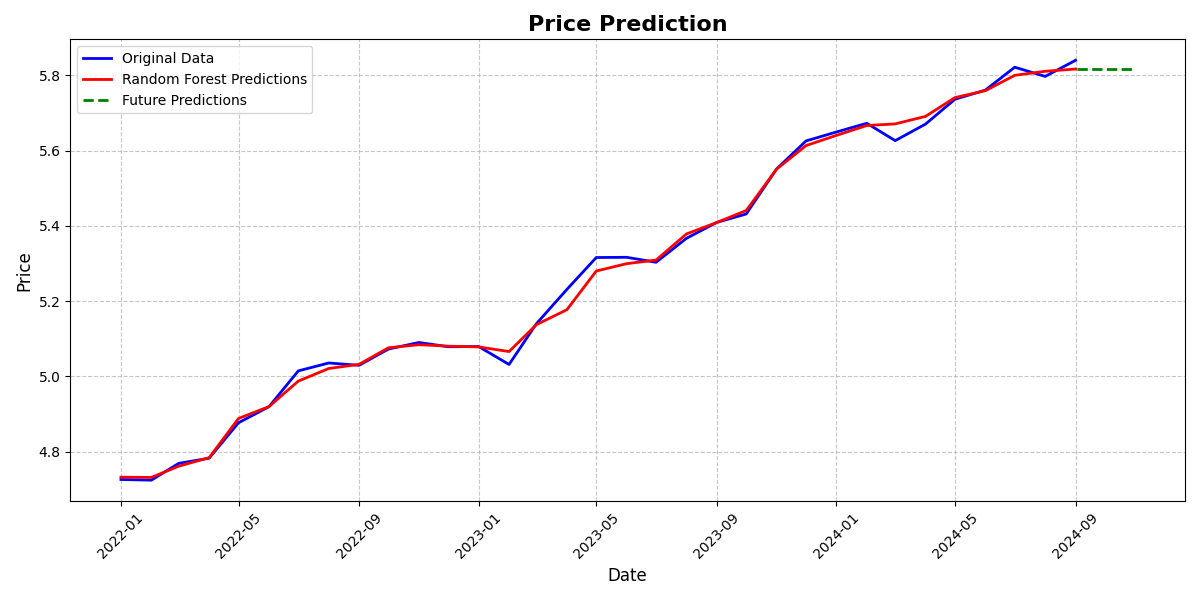 Price Prediction
Original Data
Random Forest Predictions
Future Predictions
Price
5.8
5.6
5.4
5.2
5.0
4.8
2022-01
2022-05
2022-09
2023-01
2023-05
2023-09
2024-01
2024-05
2024-09
Date